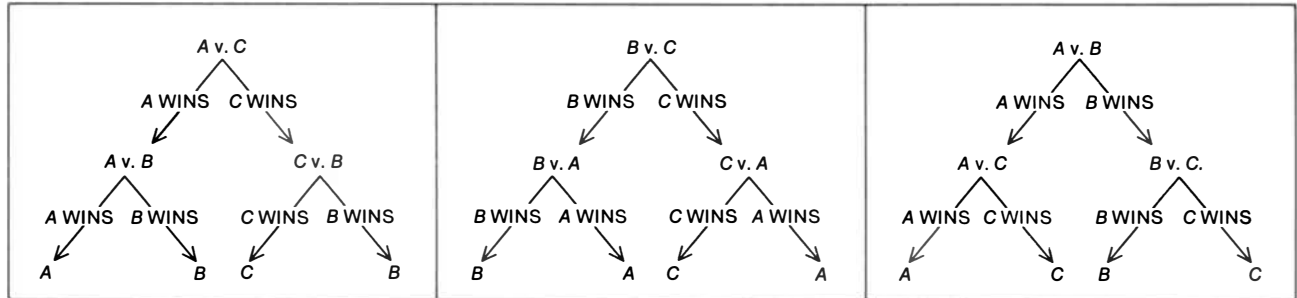 A v. C
A WINS C WINS
A v. B C v. B
A WINS B WINS C WINS B WINS
A B C B
B v. C
B WINS C WINS
B v. A C v. A
B WINS A WINS C WINS A WINS
B A C A
A v. B
A WINS B WINS
A v. C B v. C.
A WINS C WINS B WINS C WINS
A C B C